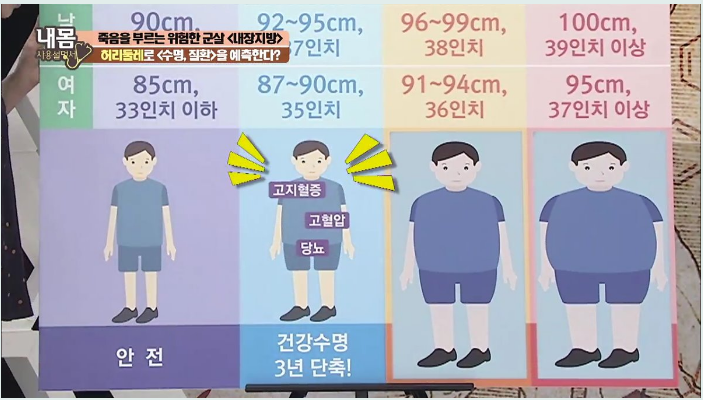 내몸
사용설명서
죽음을 부르는 위험한 군살 <내장지방>
허리둘레로 <수명, 질환>을 예측한다?
90cm,
92~95cm,
37인치
96~99cm,
38인치
100cm,
39인치 이상
여
자
85cm,
33인치 이하
87~90cm,
35인치
91~94cm,
36인치
95cm,
37인치 이상
고지혈증
고혈압
당뇨
안 전
건강수명
3년 단축!